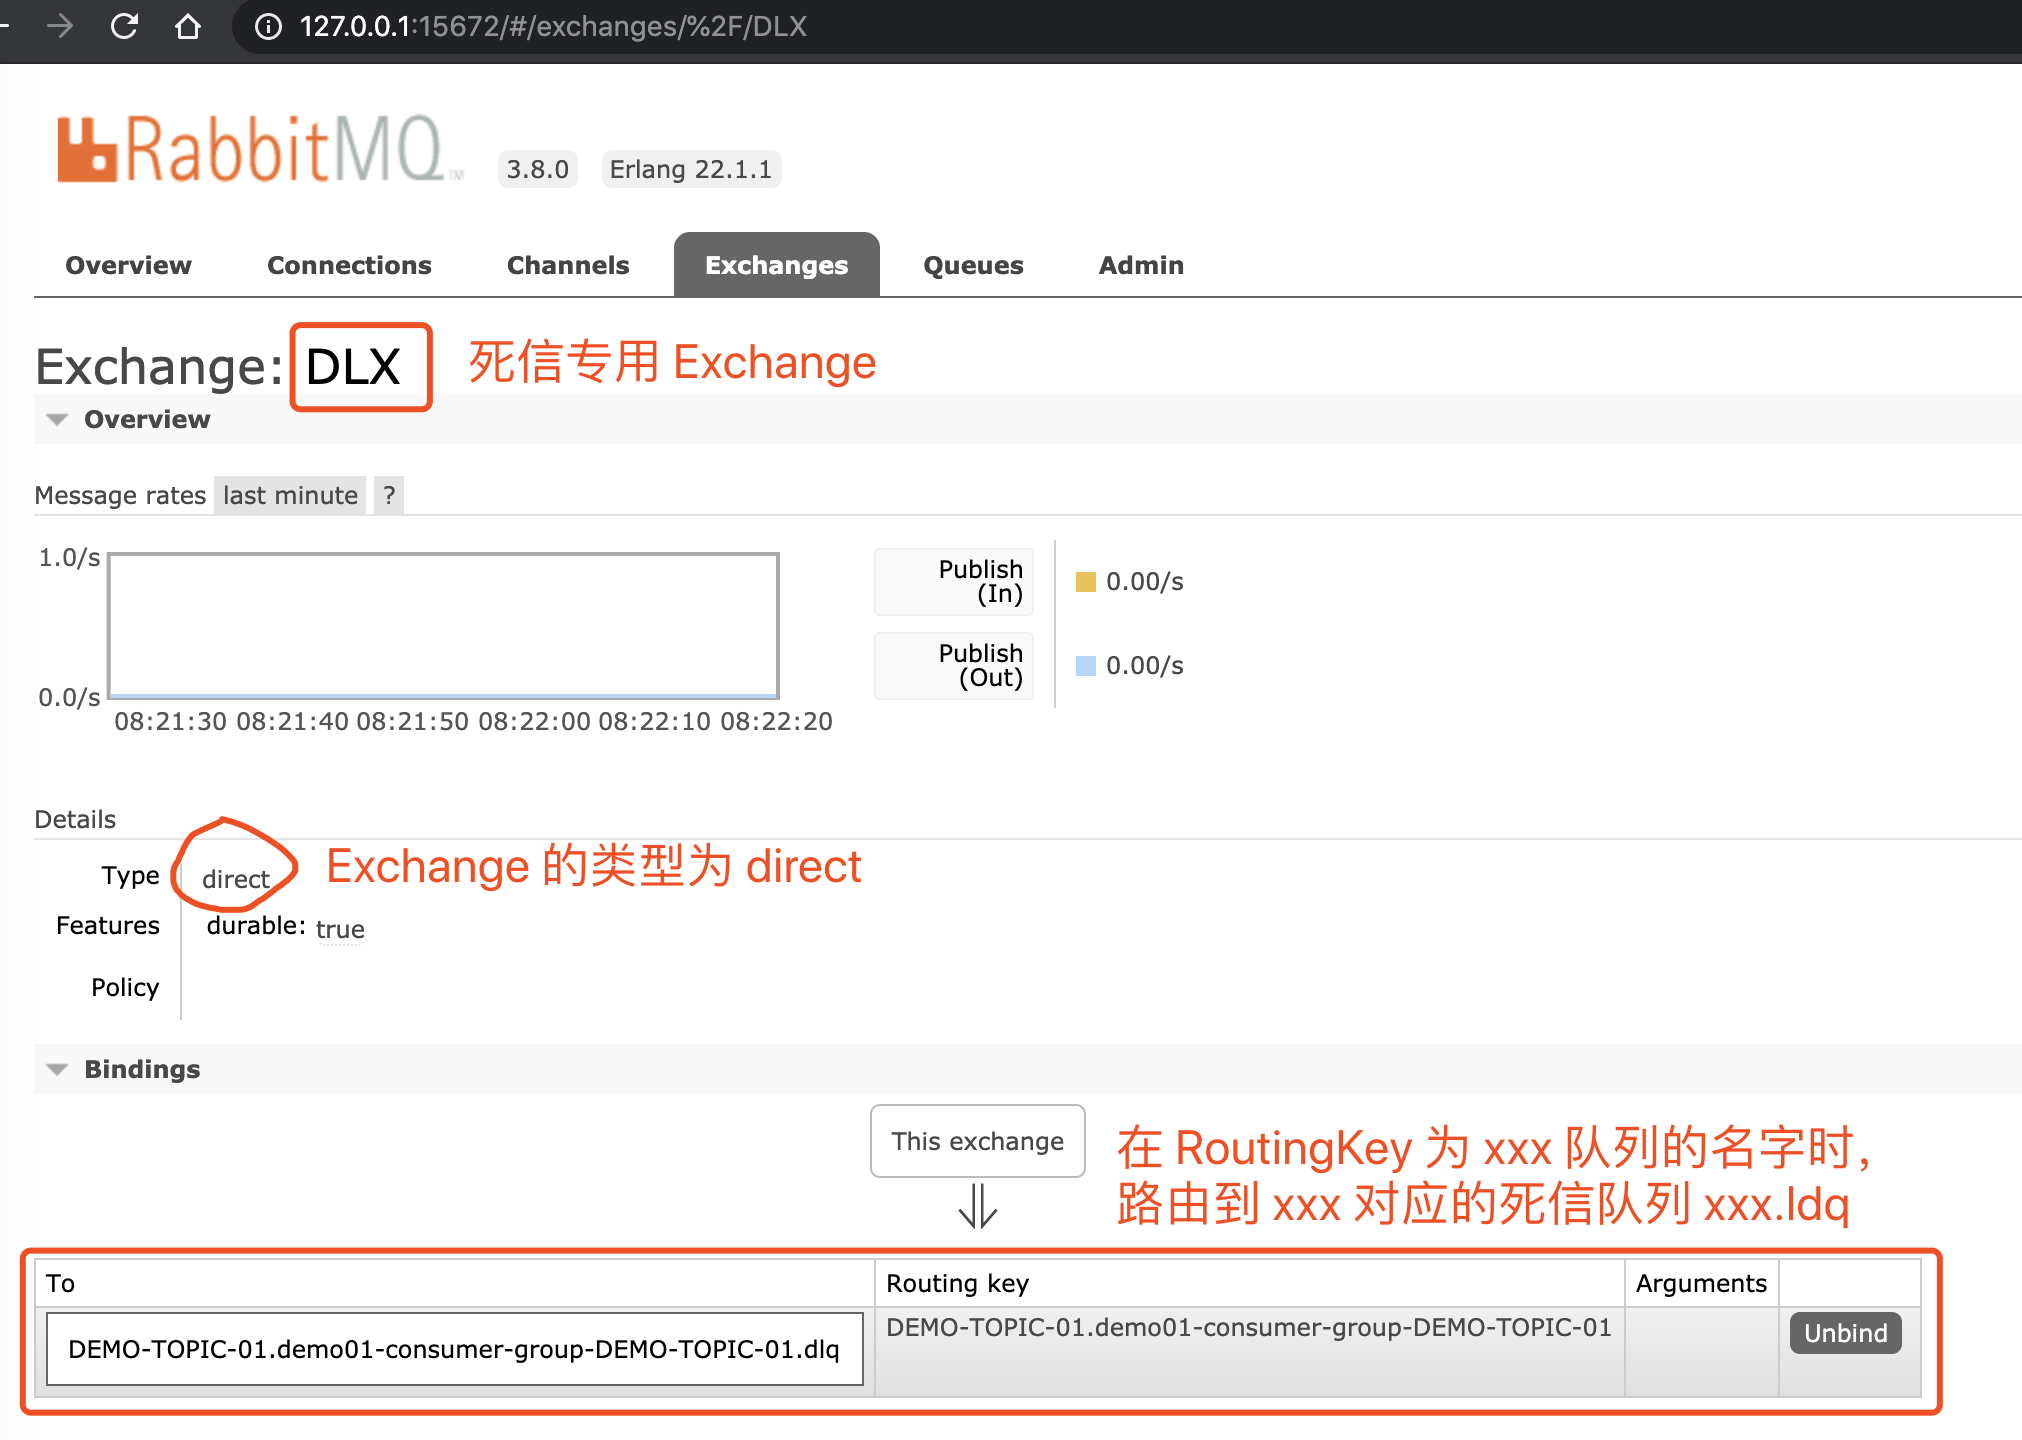 127.0.0.1:15672/#/exchanges/%2F/DLX
RabbitMQ TM 3.8.0 Erlang 22.1.1
Overview Connections Channels Exchanges Queues Admin
Exchange: DLX 死信专用 Exchange
Overview
Message rates last minute ?
1.0/s
Publish (In) 0.00/s
Publish (Out) 0.00/s
0.0/s
08:21:30 08:21:40 08:21:50 08:22:00 08:22:10 08:22:20
Details
Type direct Exchange 的类型为 direct
Features durable: true
Policy
Bindings
This exchange
在 RoutingKey 为 xxx 队列的名字时，
路由到 xxx 对应的死信队列 xxx.ldq
⇓
To Routing key Arguments
DEMO-TOPIC-01.demo01-consumer-group-DEMO-TOPIC-01.dlq DEMO-TOPIC-01.demo01-consumer-group-DEMO-TOPIC-01 Unbind